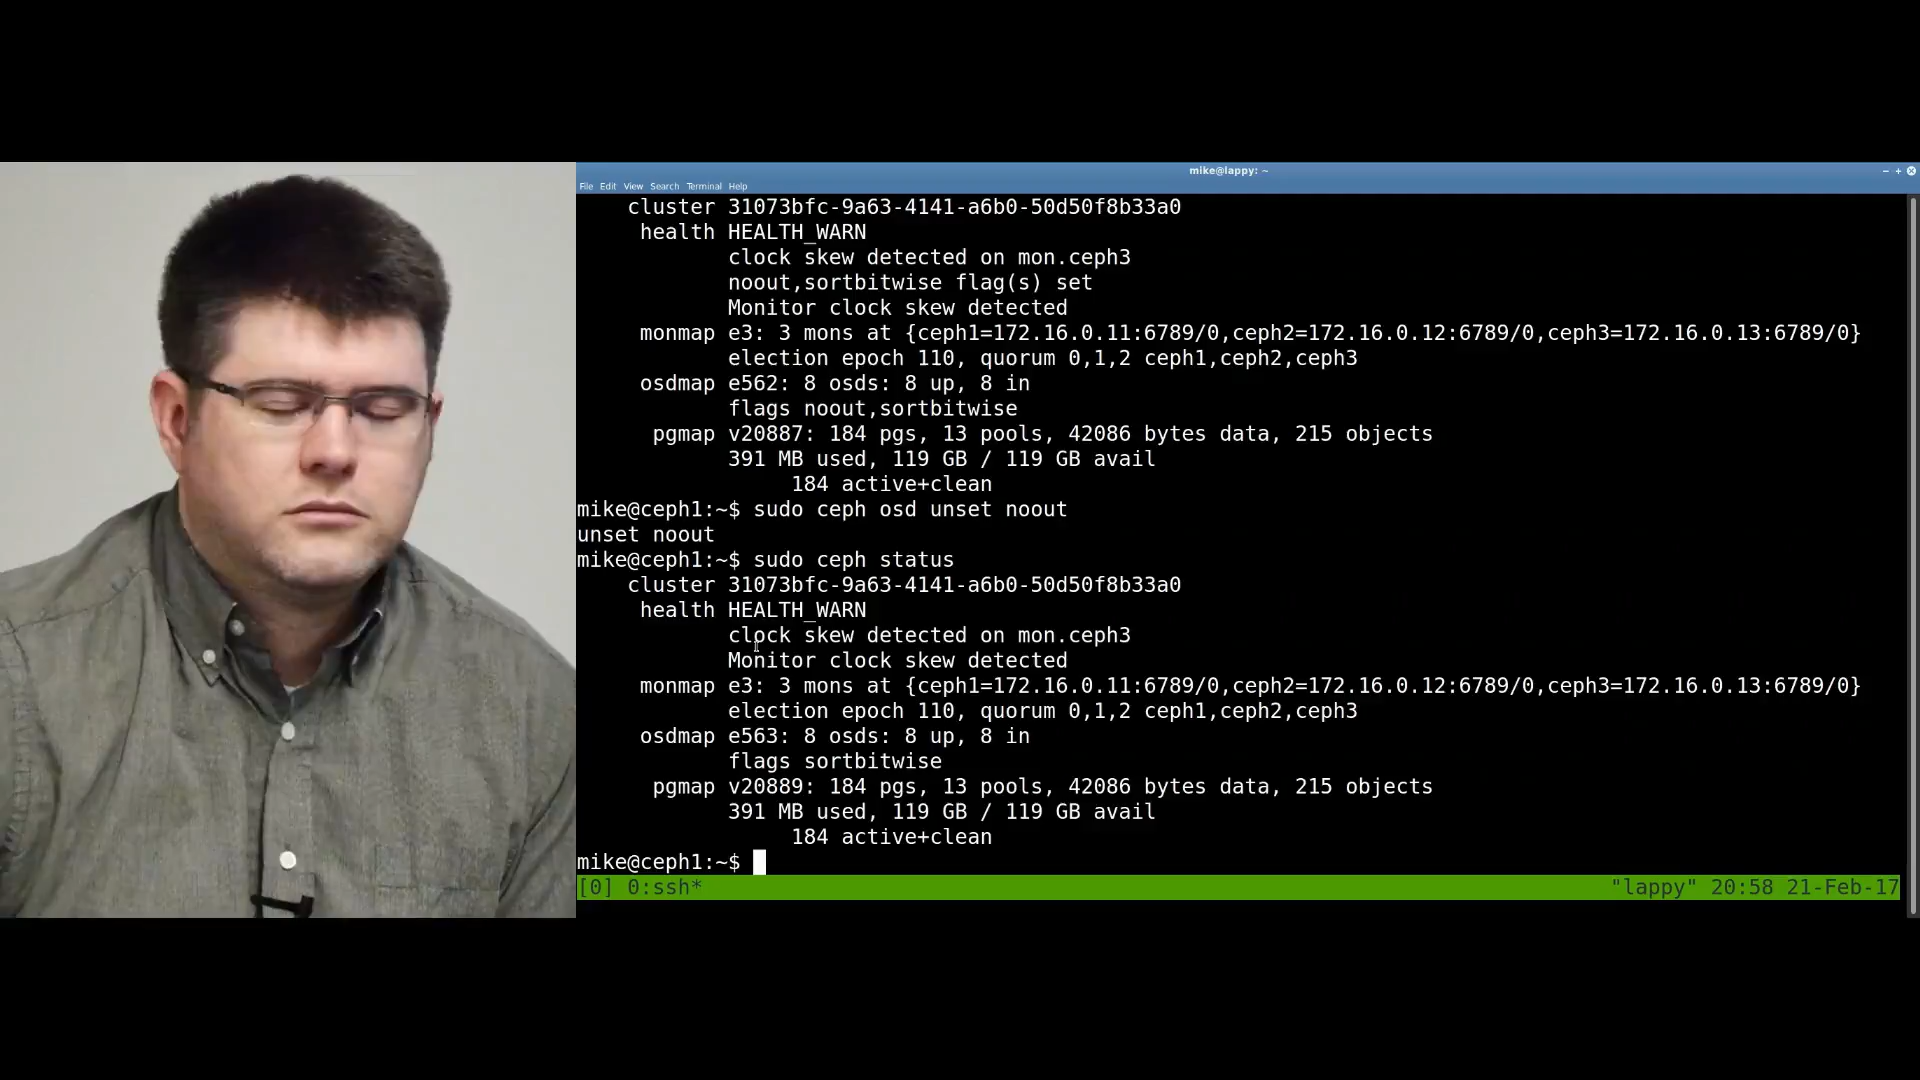 mike@lappy: ~
File Edit View Search Terminal Help
cluster 31073bfc-9a63-4141-a6b0-50d50f8b33a0
health HEALTH_WARN
clock skew detected on mon.ceph3
noout,sortbitwise flag(s) set
Monitor clock skew detected
monmap e3: 3 mons at {ceph1=172.16.0.11:6789/0,ceph2=172.16.0.12:6789/0,ceph3=172.16.0.13:6789/0}
election epoch 110, quorum 0,1,2 ceph1,ceph2,ceph3
osdmap e562: 8 osds: 8 up, 8 in
flags noout,sortbitwise
pgmap v20887: 184 pgs, 13 pools, 42086 bytes data, 215 objects
391 MB used, 119 GB / 119 GB avail
184 active+clean
mike@ceph1:~$ sudo ceph osd unset noout
unset noout
mike@ceph1:~$ sudo ceph status
cluster 31073bfc-9a63-4141-a6b0-50d50f8b33a0
health HEALTH_WARN
clock skew detected on mon.ceph3
Monitor clock skew detected
monmap e3: 3 mons at {ceph1=172.16.0.11:6789/0,ceph2=172.16.0.12:6789/0,ceph3=172.16.0.13:6789/0}
election epoch 110, quorum 0,1,2 ceph1,ceph2,ceph3
osdmap e563: 8 osds: 8 up, 8 in
flags sortbitwise
pgmap v20889: 184 pgs, 13 pools, 42086 bytes data, 215 objects
391 MB used, 119 GB / 119 GB avail
184 active+clean
mike@ceph1:~$
[0] 0:ssh* "lappy" 20:58 21-Feb-17